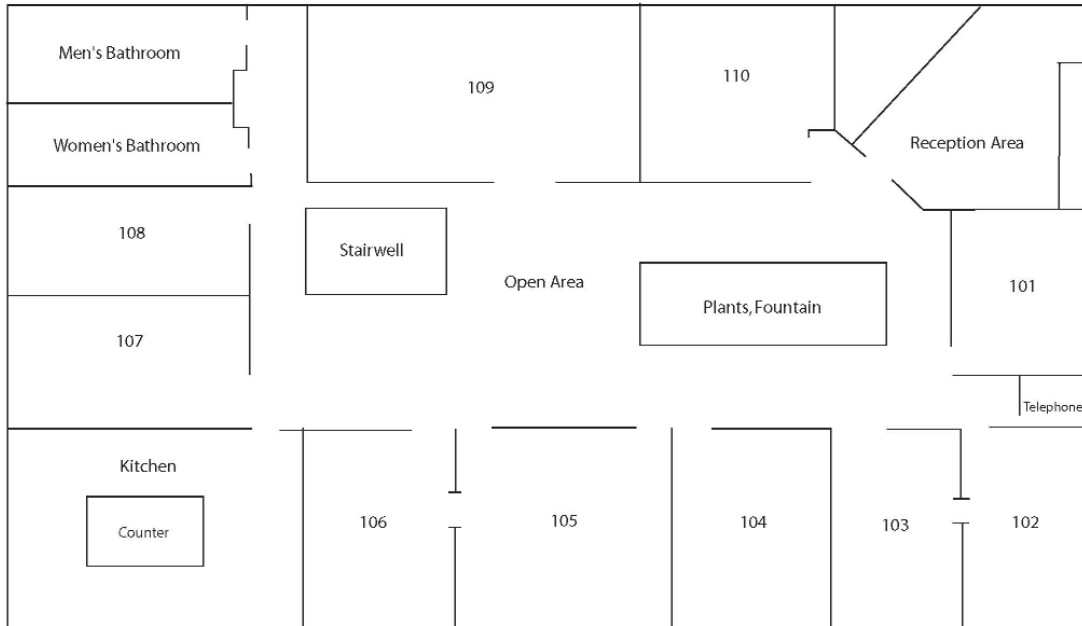 Men's Bathroom
109
110
Women's Bathroom
Reception Area
108
Stairwell
Open Area
Plants, Fountain
101
107
Telephone
Kitchen
Counter
106
105
104
103
102